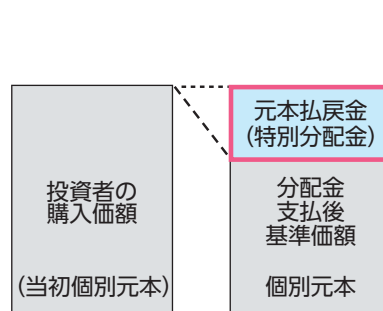 投資者の
購入価額
(当初個別元本)
元本払戻金
(特別分配金)
分配金
支払後
基準価額
個別元本